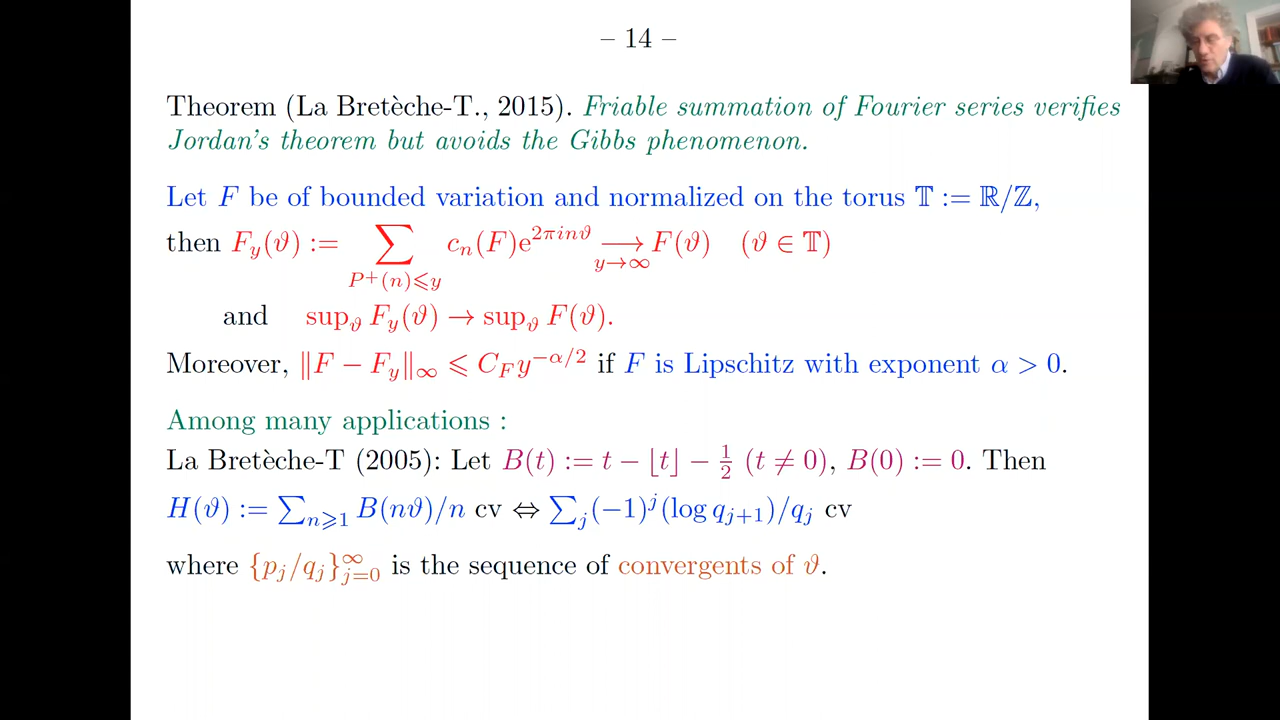 – 14 –
Theorem (La Bretèche-T., 2015). Friable summation of Fourier series verifies
Jordan's theorem but avoids the Gibbs phenomenon.
Let F be of bounded variation and normalized on the torus 𝕋 := ℝ/ℤ,
then F_y(ϑ) := ∑_{P⁺(n)⩽y} c_n(F)e^{2πinϑ} ⟶_{y→∞} F(ϑ) (ϑ ∈ 𝕋)
and sup_ϑ F_y(ϑ) → sup_ϑ F(ϑ).
Moreover, ‖F − F_y‖_∞ ⩽ C_F y^{−α/2} if F is Lipschitz with exponent α > 0.
Among many applications :
La Bretèche-T (2005): Let B(t) := t − ⌊t⌋ − 1/2 (t ≠ 0), B(0) := 0. Then
H(ϑ) := ∑_{n⩾1} B(nϑ)/n cv ⇔ ∑_j (−1)^j (log q_{j+1})/q_j cv
where {p_j/q_j}_{j=0}^∞ is the sequence of convergents of ϑ.